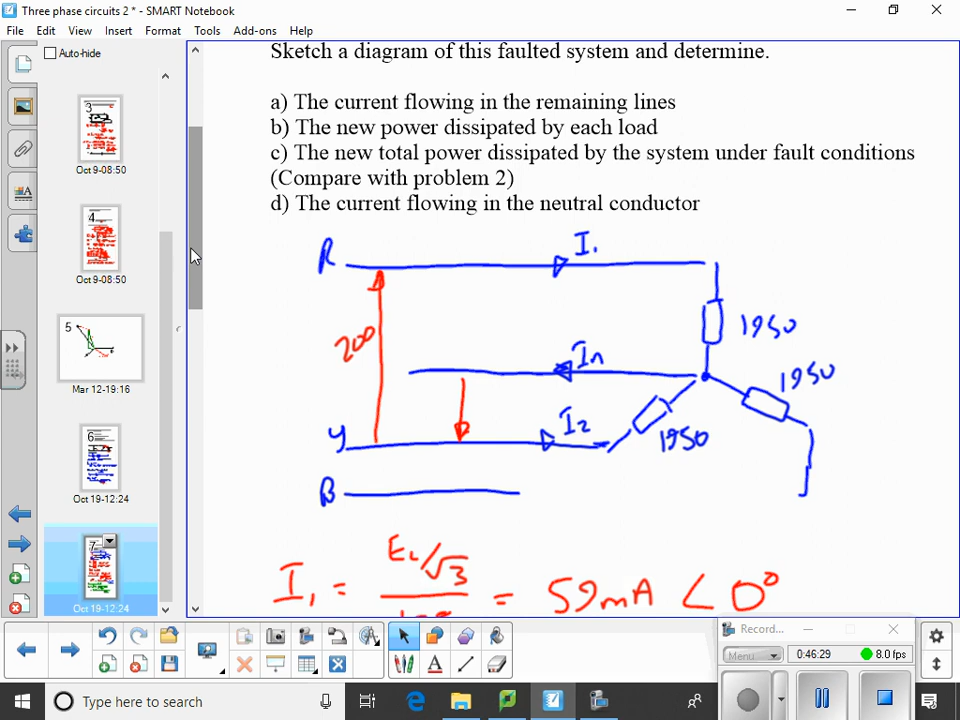 Three phase circuits 2 * - SMART Notebook
File Edit View Insert Format Tools Add-ons Help
Auto-hide
3
Oct 9-08:50
4
Oct 9-08:50
5
Mar 12-19:16
6
Oct 19-12:24
7
Oct 19-12:24
Sketch a diagram of this faulted system and determine.
a) The current flowing in the remaining lines
b) The new power dissipated by each load
c) The new total power dissipated by the system under fault conditions
(Compare with problem 2)
d) The current flowing in the neutral conductor
R
I1
200
1950
In
1950
Y
I2
1950
B
I1 = EL/√3 = 59mA < 0°
Record...
Menu
0:46:29
8.0 fps
Type here to search